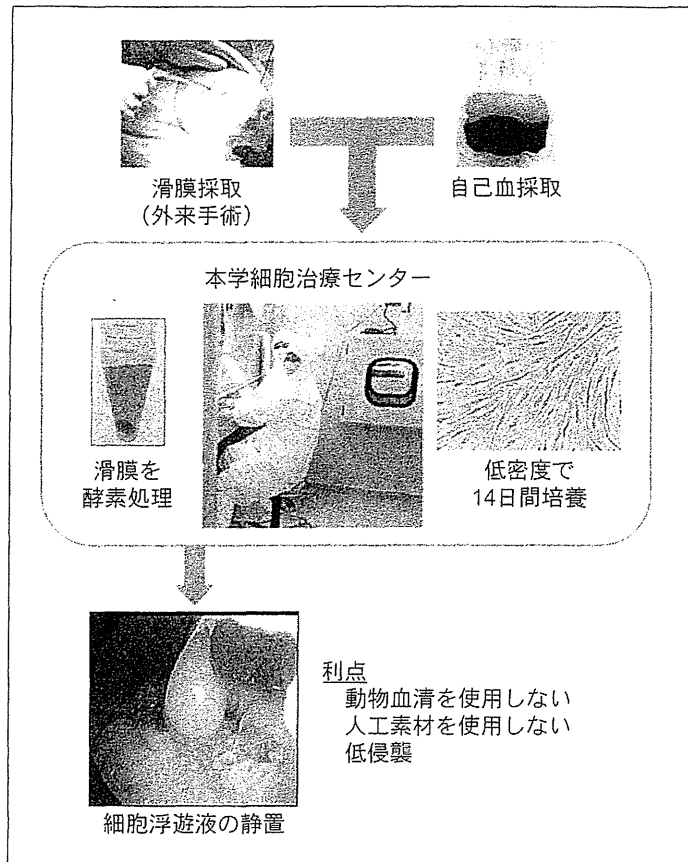 滑膜採取
（外来手術）
自己血採取
本学細胞治療センター
滑膜を
酵素処理
低密度で
14日間培養
利点
動物血清を使用しない
人工素材を使用しない
低侵襲
細胞浮遊液の静置